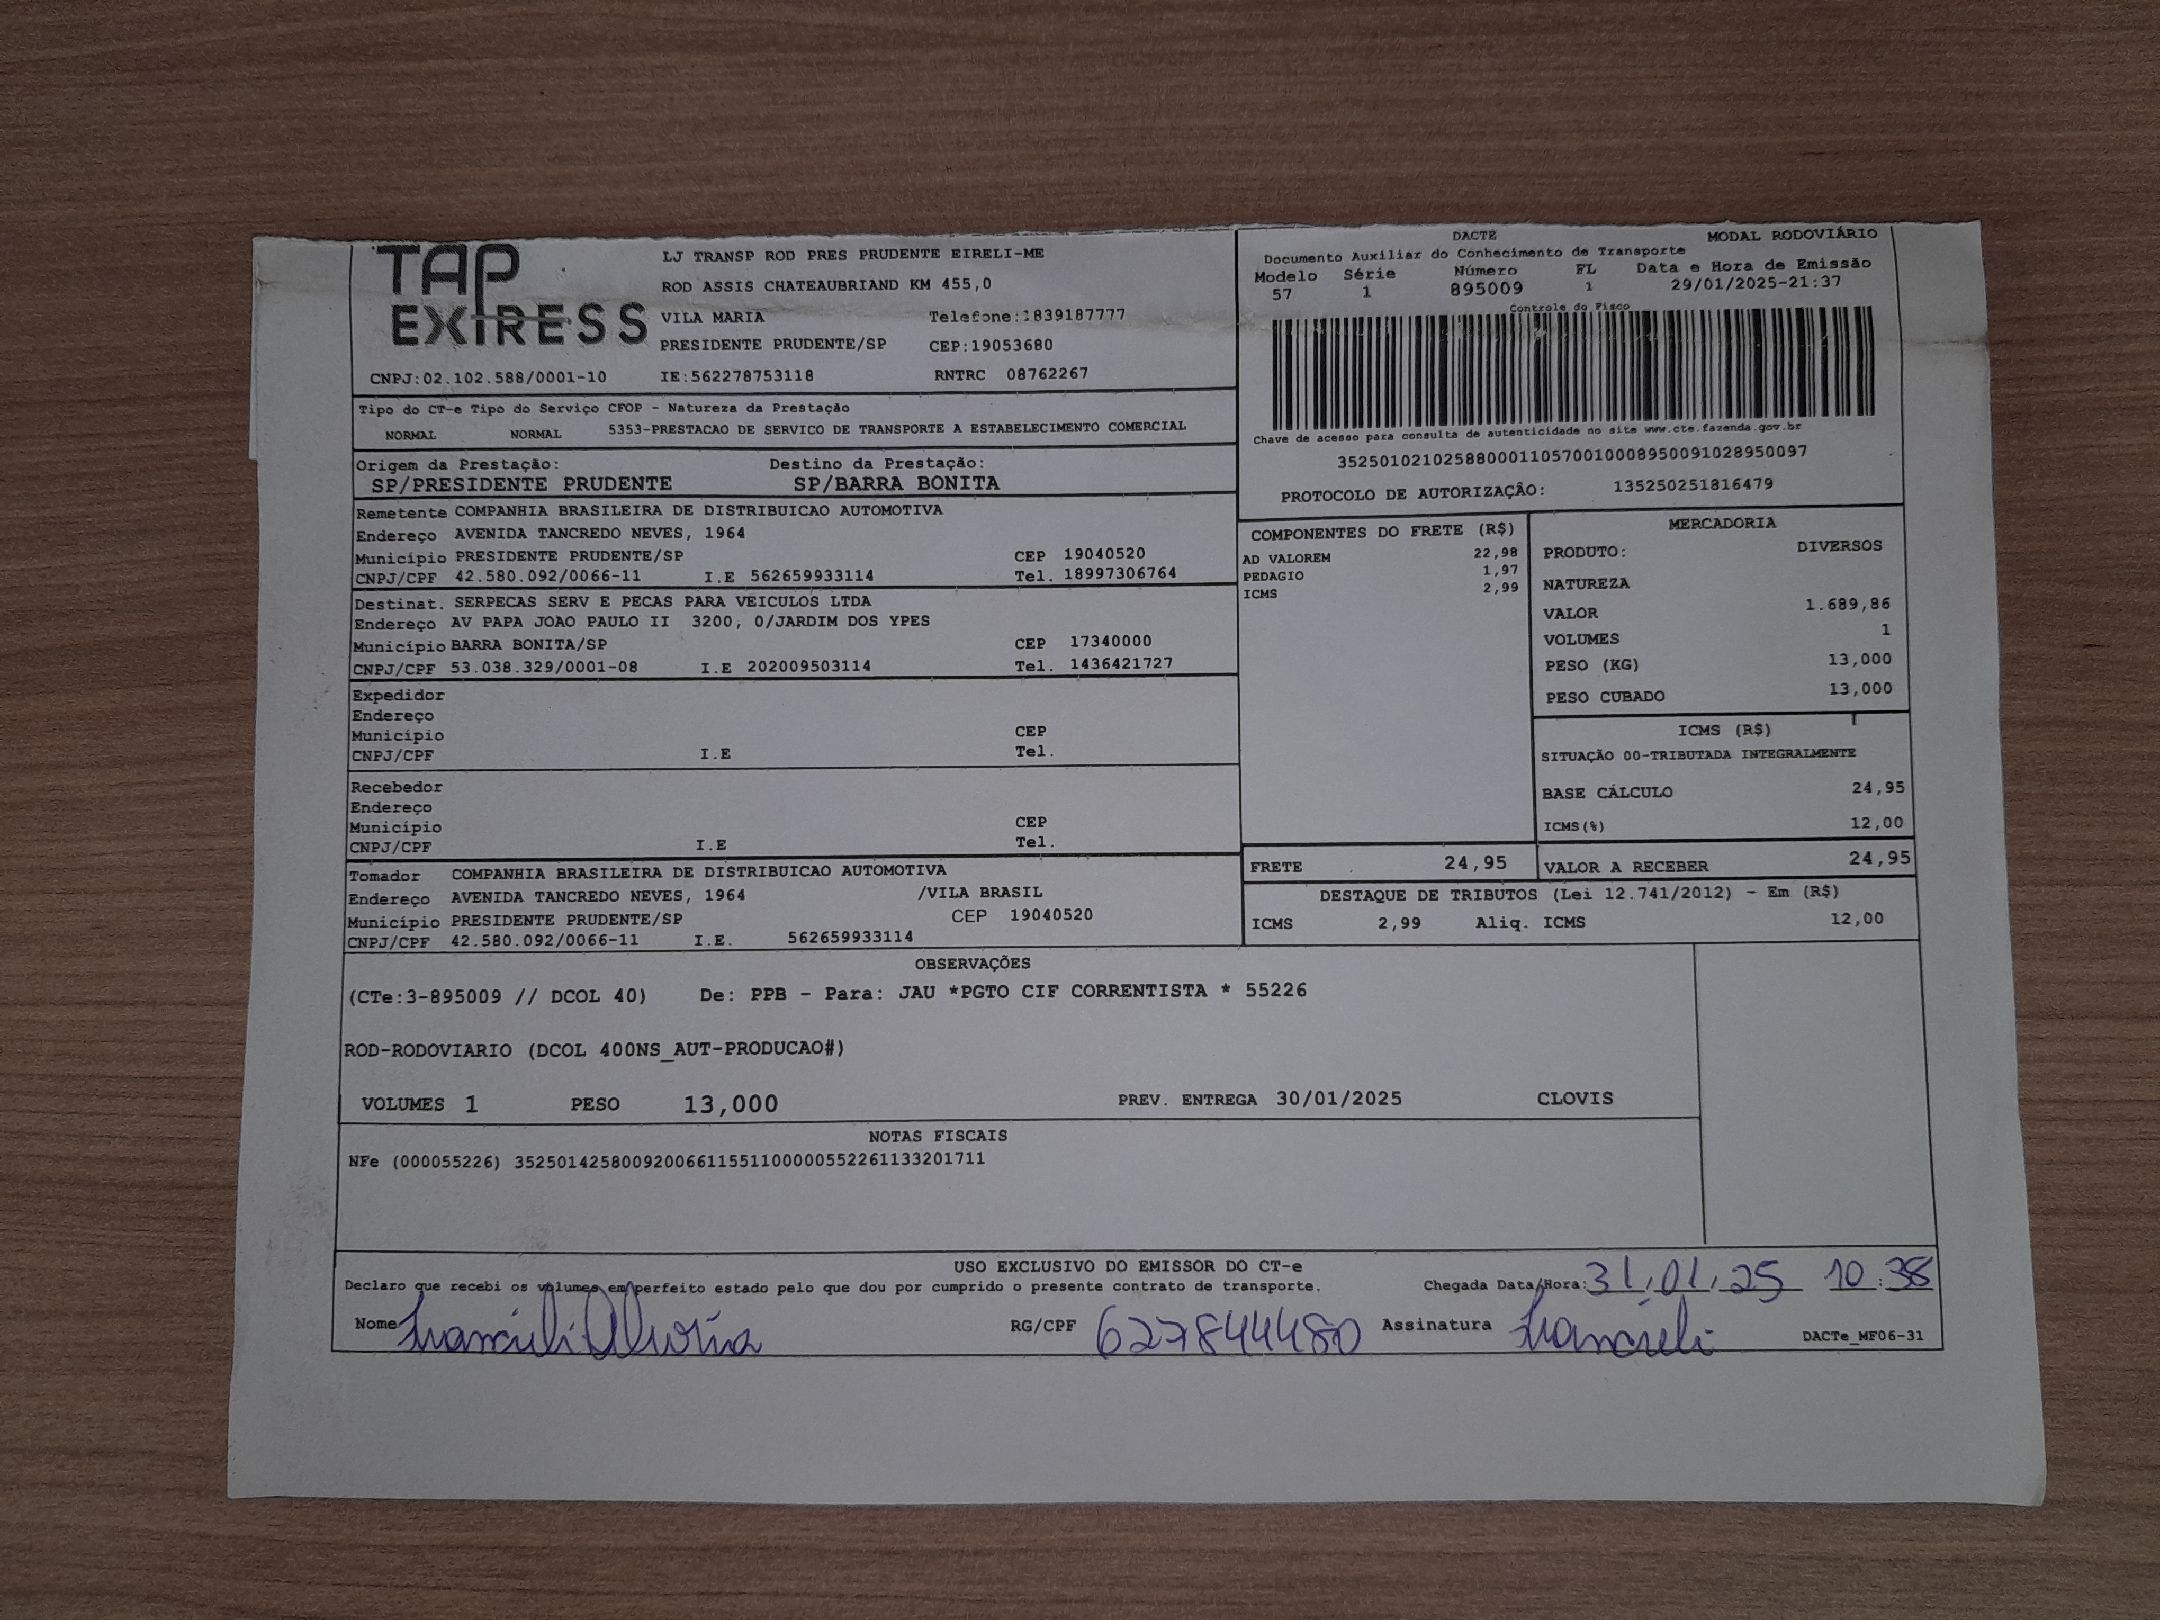 TAP
EXPRESS
LJ TRANSP ROD PRES PRUDENTE EIRELI-ME
ROD ASSIS CHATEAUBRIAND KM 455,0
VILA MARIA Telefone:1839187777
PRESIDENTE PRUDENTE/SP CEP:19053680
CNPJ:02.102.588/0001-10 IE:562278753118 RNTRC 08762267
DACTE MODAL RODOVIÁRIO
Documento Auxiliar do Conhecimento de Transporte
Modelo Série Número FL Data e Hora de Emissão
57 1 895009 1 29/01/2025-21:37
Controle do Fisco
Chave de acesso para consulta de autenticidade no site www.cte.fazenda.gov.br
35250102102588000110570010008950091028950097
PROTOCOLO DE AUTORIZAÇÃO: 135250251816479
Tipo do CT-e Tipo do Serviço CFOP - Natureza da Prestação
NORMAL NORMAL 5353-PRESTACAO DE SERVICO DE TRANSPORTE A ESTABELECIMENTO COMERCIAL
Origem da Prestação: Destino da Prestação:
SP/PRESIDENTE PRUDENTE SP/BARRA BONITA
Remetente COMPANHIA BRASILEIRA DE DISTRIBUICAO AUTOMOTIVA
Endereço AVENIDA TANCREDO NEVES, 1964
Município PRESIDENTE PRUDENTE/SP CEP 19040520
CNPJ/CPF 42.580.092/0066-11 I.E 562659933114 Tel. 18997306764
Destinat. SERPECAS SERV E PECAS PARA VEICULOS LTDA
Endereço AV PAPA JOAO PAULO II 3200, 0/JARDIM DOS YPES
Município BARRA BONITA/SP CEP 17340000
CNPJ/CPF 53.038.329/0001-08 I.E 202009503114 Tel. 1436421727
Expedidor
Endereço
Município CEP
CNPJ/CPF I.E Tel.
Recebedor
Endereço
Município CEP
CNPJ/CPF I.E Tel.
Tomador COMPANHIA BRASILEIRA DE DISTRIBUICAO AUTOMOTIVA
Endereço AVENIDA TANCREDO NEVES, 1964 /VILA BRASIL
Município PRESIDENTE PRUDENTE/SP CEP 19040520
CNPJ/CPF 42.580.092/0066-11 I.E. 562659933114
COMPONENTES DO FRETE (R$)
AD VALOREM 22,98
PEDAGIO 1,97
ICMS 2,99
MERCADORIA
PRODUTO: DIVERSOS
NATUREZA
VALOR 1.689,86
VOLUMES 1
PESO (KG) 13,000
PESO CUBADO 13,000
ICMS (R$)
SITUAÇÃO 00-TRIBUTADA INTEGRALMENTE
BASE CÁLCULO 24,95
ICMS(%) 12,00
FRETE 24,95 VALOR A RECEBER 24,95
DESTAQUE DE TRIBUTOS (Lei 12.741/2012) - Em (R$)
ICMS 2,99 Aliq. ICMS 12,00
OBSERVAÇÕES
(CTe:3-895009 // DCOL 40) De: PPB - Para: JAU *PGTO CIF CORRENTISTA * 55226
ROD-RODOVIARIO (DCOL 400NS_AUT-PRODUCAO#)
VOLUMES 1 PESO 13,000 PREV. ENTREGA 30/01/2025 CLOVIS
NOTAS FISCAIS
NFe (000055226) 35250142580092006611551100000552261133201711
USO EXCLUSIVO DO EMISSOR DO CT-e
Declaro que recebi os volumes em perfeito estado pelo que dou por cumprido o presente contrato de transporte. Chegada Data/Hora: 31/01/25 10:38
Nome Francieli Oliveira RG/CPF 627844480 Assinatura Francieli DACTe_MF06-31